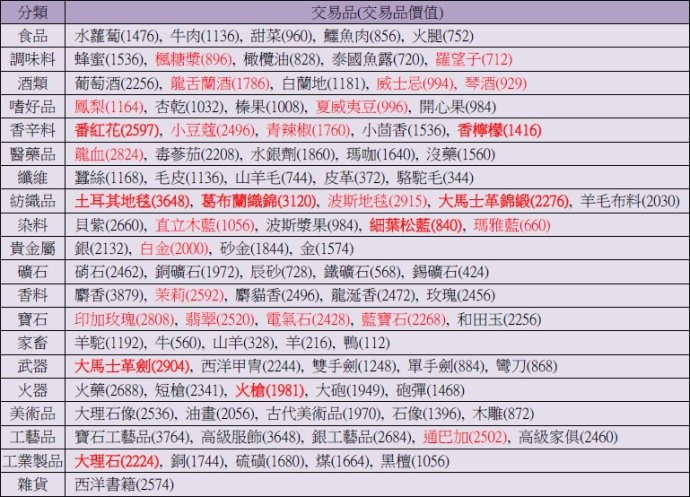 分類 交易品(交易品價值)
食品 水蘿蔔(1476), 牛肉(1136), 甜菜(960), 鱷魚肉(856), 火腿(752)
調味料 蜂蜜(1536), 楓糖漿(896), 橄欖油(828), 泰國魚露(720), 羅望子(712)
酒類 葡萄酒(2256), 龍舌蘭酒(1786), 白蘭地(1181), 威士忌(994), 琴酒(929)
嗜好品 鳳梨(1164), 杏乾(1032), 榛果(1008), 夏威夷豆(996), 開心果(984)
香辛料 番紅花(2597), 小豆蔻(2496), 青辣椒(1760), 小茴香(1536), 香檸檬(1416)
醫藥品 龍血(2824), 毒蔘茄(2208), 水銀劑(1860), 瑪咖(1640), 沒藥(1560)
纖維 蠶絲(1168), 毛皮(1136), 山羊毛(744), 皮革(372), 駱駝毛(344)
紡織品 土耳其地毯(3648), 葛布蘭織錦(3120), 波斯地毯(2915), 大馬士革錦緞(2276), 羊毛布料(2030)
染料 貝紫(2660), 直立木藍(1056), 波斯漿果(984), 細葉松藍(840), 瑪雅藍(660)
貴金屬 銀(2132), 白金(2000), 砂金(1844), 金(1574)
礦石 硝石(2462), 銅礦石(1972), 辰砂(728), 鐵礦石(568), 錫礦石(424)
香料 麝香(3879), 茉莉(2592), 麝貓香(2496), 龍涎香(2472), 玫瑰(2456)
寶石 印加玫瑰(2808), 翡翠(2520), 電氣石(2428), 藍寶石(2268), 和田玉(2256)
家畜 羊駝(1192), 牛(560), 山羊(328), 羊(216), 鴨(112)
武器 大馬士革劍(2904), 西洋甲冑(2244), 雙手劍(1248), 單手劍(884), 彎刀(868)
火器 火藥(2688), 短槍(2341), 火槍(1981), 大砲(1949), 砲彈(1468)
美術品 大理石像(2536), 油畫(2056), 古代美術品(1970), 石像(1396), 木雕(872)
工藝品 寶石工藝品(3764), 高級服飾(3648), 銀工藝品(2684), 通巴加(2502), 高級家俱(2460)
工業製品 大理石(2224), 銅(1744), 硫磺(1680), 煤(1664), 黑檀(1056)
雜貨 西洋書籍(2574)